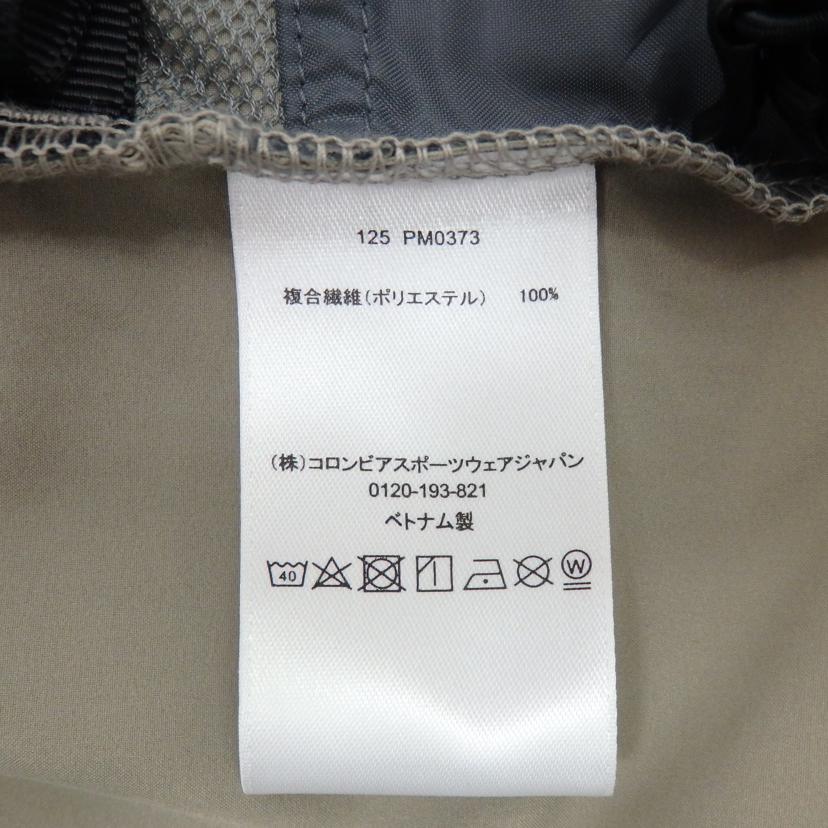 125 PM0373
複合繊維(ポリエステル) 100%
(株)コロンビアスポーツウェアジャパン
0120-193-821
ベトナム製
40 W